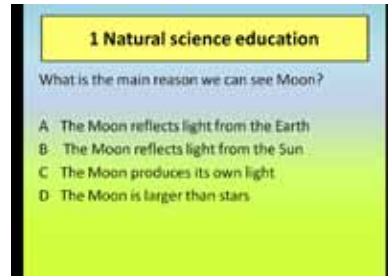 1 Natural science education
What is the main reason we can see Moon?
A The Moon reflects light from the Earth
B The Moon reflects light from the Sun
C The Moon produces its own light
D The Moon is larger than stars